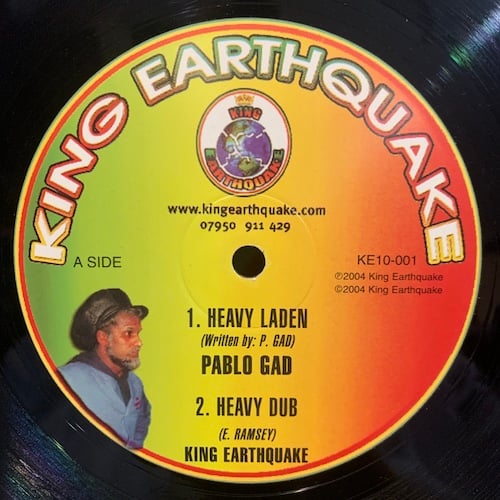 KING EARTHQUAKE
KING
EARTHQUAKE
www.kingearthquake.com
07950 911 429
A SIDE
KE10-001
℗2004 King Earthquake
©2004 King Earthquake
1. HEAVY LADEN
(Written by: P. GAD)
PABLO GAD
2. HEAVY DUB
(E. RAMSEY)
KING EARTHQUAKE